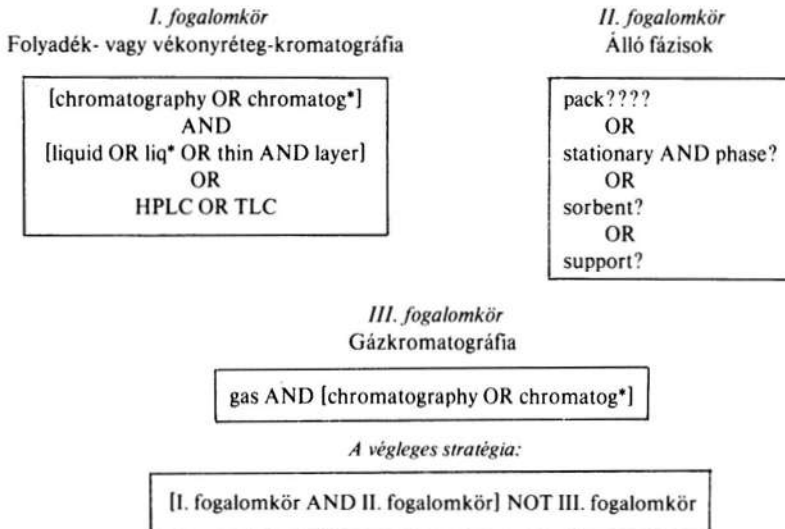 I. fogalomkör
Folyadék- vagy vékonyréteg-kromatográfia
[chromatography OR chromatog*]
AND
[liquid OR liq* OR thin AND layer]
OR
HPLC OR TLC
II. fogalomkör
Álló fázisok
pack????
OR
stationary AND phase?
OR
sorbent?
OR
support?
III. fogalomkör
Gázkromatográfia
gas AND [chromatography OR chromatog*]
A végleges stratégia:
[I. fogalomkör AND II. fogalomkör] NOT III. fogalomkör